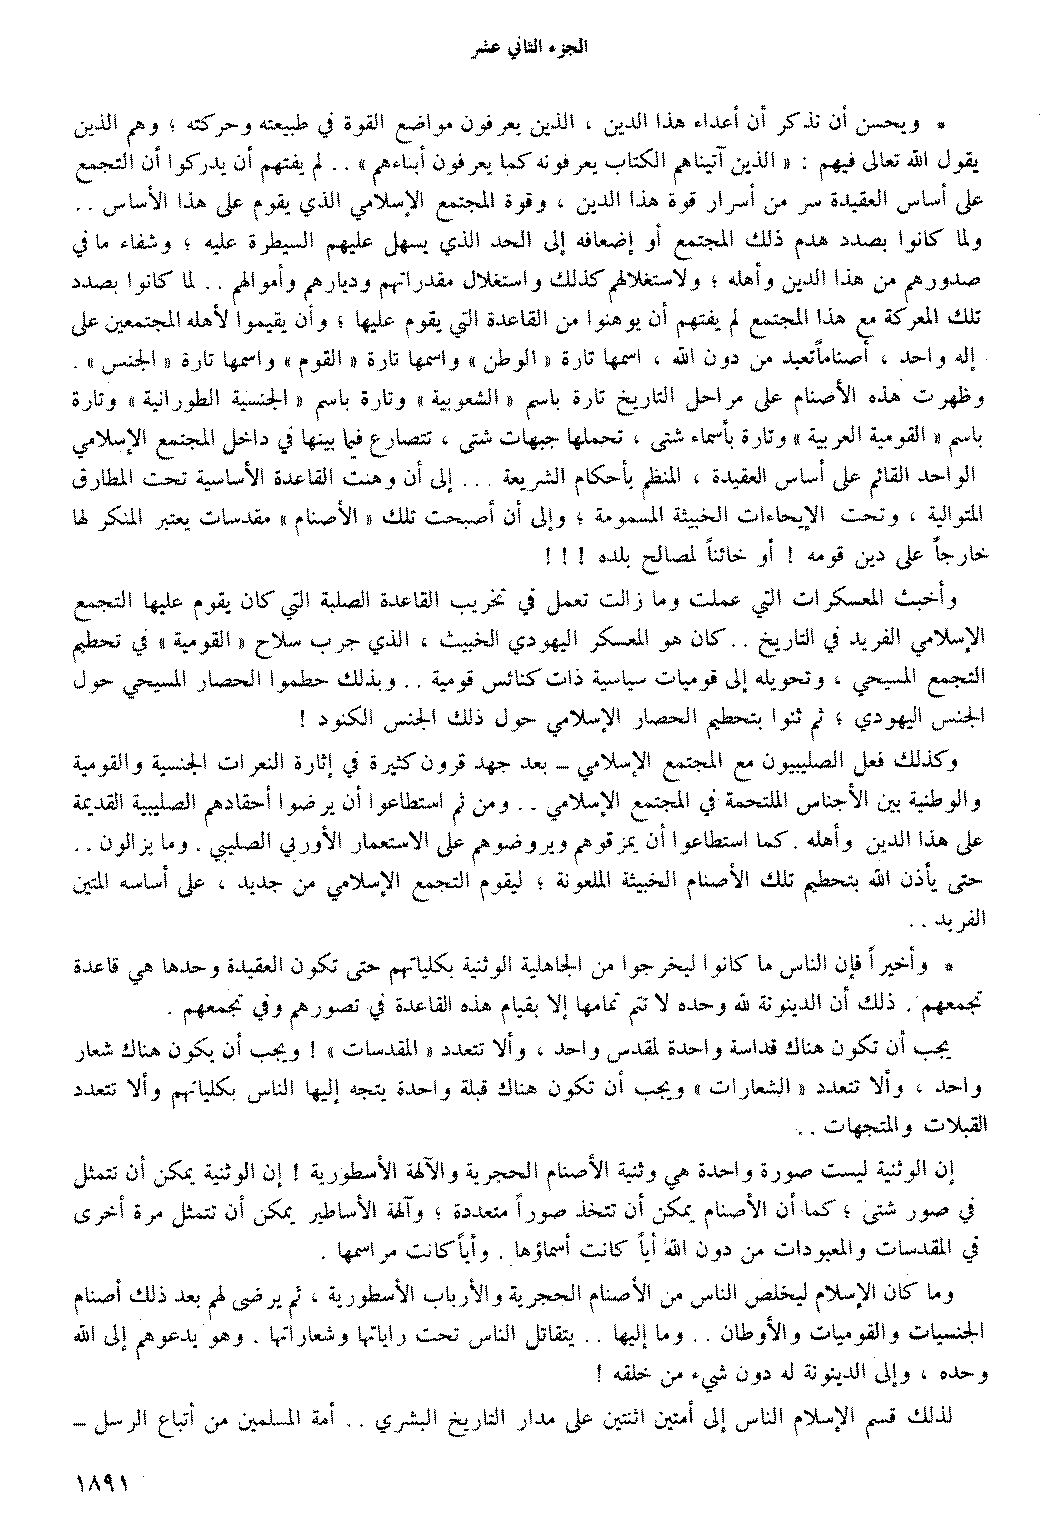 الجزء الثاني عشر
* ويحسن أن نذكر أن أعداء هذا الدين ، الذين يعرفون مواضع القوة في طبيعته وحركته ؛ وهم الذين
يقول الله تعالى فيهم : « الذين آتيناهم الكتاب يعرفونه كما يعرفون أبناءهم » .. لم يفتهم أن يدركوا أن التجمع
على أساس العقيدة سر من أسرار قوة هذا الدين ، وقوة المجتمع الإسلامي الذي يقوم على هذا الأساس ..
ولما كانوا بصدد هدم ذلك المجتمع أو إضعافه إلى الحد الذي يسهل عليهم السيطرة عليه ؛ وشفاء ما في
صدورهم من هذا الدين وأهله ؛ ولاستغلالهم كذلك واستغلال مقدراتهم وديارهم وأموالهم .. لما كانوا بصدد
تلك المعركة مع هذا المجتمع لم يفتهم أن يوهنوا من القاعدة التي يقوم عليها ؛ وأن يقيموا لأهله المجتمعين على
إله واحد ، أصناماً تعبد من دون الله ، اسمها تارة « الوطن » واسمها تارة « القوم » واسمها تارة « الجنس » .
وظهرت هذه الأصنام على مراحل التاريخ تارة باسم « الشعوبية » وتارة باسم « الجنسية الطورانية » وتارة
باسم « القومية العربية » وتارة بأسماء شتى ، تحملها جبهات شتى ، تتصارع فيما بينها في داخل المجتمع الإسلامي
الواحد القائم على أساس العقيدة ، المنظم بأحكام الشريعة ... إلى أن وهنت القاعدة الأساسية تحت المطارق
المتوالية ، وتحت الإيحاءات الخبيثة المسمومة ؛ وإلى أن أصبحت تلك « الأصنام » مقدسات يعتبر المنكر لها
خارجاً على دين قومه ! أو خائناً لمصالح بلده ! ! !
وأخبث المعسكرات التي عملت وما زالت تعمل في تخريب القاعدة الصلبة التي كان يقوم عليها التجمع
الإسلامي الفريد في التاريخ .. كان هو المعسكر اليهودي الخبيث ، الذي جرب سلاح « القومية » في تحطيم
التجمع المسيحي ، وتحويله إلى قوميات سياسية ذات كنائس قومية .. وبذلك حطموا الحصار المسيحي حول
الجنس اليهودي ؛ ثم ثنوا بتحطيم الحصار الإسلامي حول ذلك الجنس الكنود !
وكذلك فعل الصليبيون مع المجتمع الإسلامي – بعد جهد قرون كثيرة في إثارة النعرات الجنسية والقومية
والوطنية بين الأجناس الملتحمة في المجتمع الإسلامي .. ومن ثم استطاعوا أن يرضوا أحقادهم الصليبية القديمة
على هذا الدين وأهله . كما استطاعوا أن يمزقوهم ويروضوهم على الاستعمار الأوربي الصليبي . وما يزالون ..
حتى يأذن الله بتحطيم تلك الأصنام الخبيثة الملعونة ؛ ليقوم التجمع الإسلامي من جديد ، على أساسه المتين
الفريد ..
* وأخيراً فإن الناس ما كانوا ليخرجوا من الجاهلية الوثنية بكلياتهم حتى تكون العقيدة وحدها هي قاعدة
تجمعهم . ذلك أن الدينونة لله وحده لا تتم تمامها إلا بقيام هذه القاعدة في تصورهم وفي تجمعهم .
يجب أن تكون هناك قداسة واحدة لمقدس واحد ، وألا تتعدد « المقدسات » ! ويجب أن يكون هناك شعار
واحد ، وألا تتعدد « الشعارات » ويجب أن تكون هناك قبلة واحدة يتجه إليها الناس بكلياتهم وألا تتعدد
القبلات والمتجهات ..
إن الوثنية ليست صورة واحدة هي وثنية الأصنام الحجرية والآلهة الأسطورية ! إن الوثنية يمكن أن تتمثل
في صور شتى ؛ كما أن الأصنام يمكن أن تتخذ صوراً متعددة ؛ وآلهة الأساطير يمكن أن تتمثل مرة أخرى
في المقدسات والمعبودات من دون الله أياً كانت أسماؤها . وأياً كانت مراسمها .
وما كان الإسلام ليخلص الناس من الأصنام الحجرية والأرباب الأسطورية ، ثم يرضى لهم بعد ذلك أصنام
الجنسيات والقوميات والأوطان .. وما إليها .. يتقاتل الناس تحت راياتها وشعاراتها . وهو يدعوهم إلى الله
وحده ، وإلى الدينونة له دون شيء من خلقه !
لذلك قسم الإسلام الناس إلى أمتين اثنتين على مدار التاريخ البشري .. أمة المسلمين من أتباع الرسل –
١٨٩١